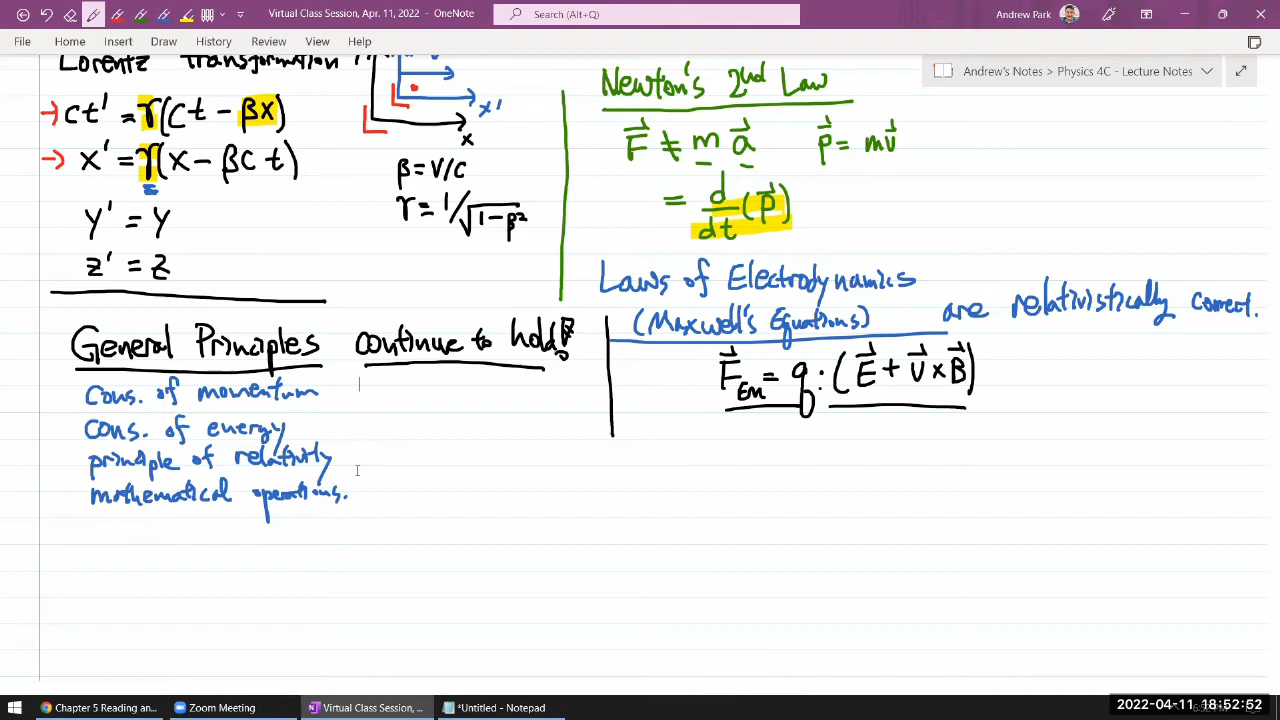 Virtual Class Session, Apr. 11, 2022 - OneNote
Search (Alt+Q)
Andrew Park
File Home Insert Draw History Review View Help
Andrew's Notes, Physics ... Lecture Notes
Lorentz transformation
x'
x
ct' = γ(ct - βx)
x' = γ(x - βc t)
y' = y
z' = z
β = v/c
γ = 1/√1-β²
Newton's 2nd Law
F⃗ ≠ m a⃗ p⃗ = mv⃗
= d/dt (p⃗)
Laws of Electrodynamics
(Maxwell's Equations) are relativistically correct.
F⃗EM = q · (E⃗ + v⃗ × B⃗)
General Principles continue to hold
Cons. of momentum
Cons. of energy
principle of relativity
mathematical operations.
Chapter 5 Reading an...
Zoom Meeting
Virtual Class Session, ...
*Untitled - Notepad
2022-04-11 18:52:52